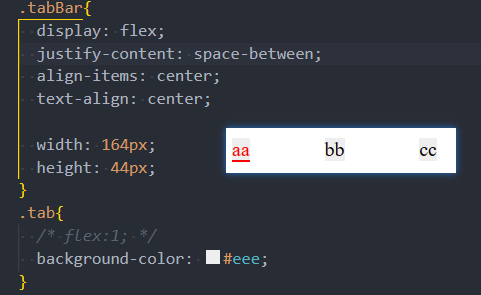 .tabBar{
display: flex;
justify-content: space-between;
align-items: center;
text-align: center;
width: 164px;
height: 44px;
}
aa bb cc
.tab{
/* flex:1; */
background-color: #eee;
}